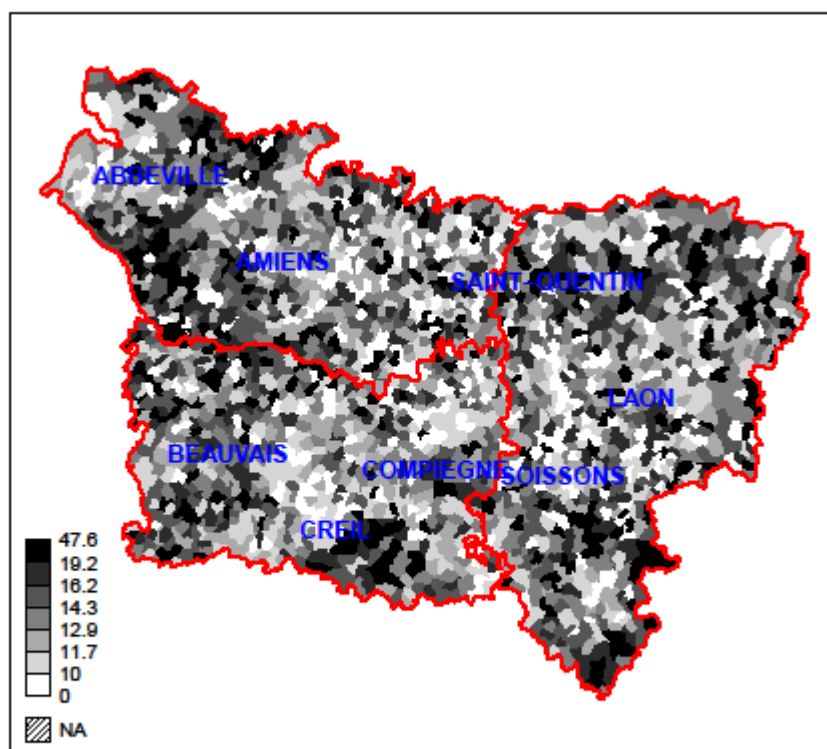 ABBEVILLE
AMIENS
SAINT-QUENTIN
LAON
BEAUVAIS
COMPIEGNE
SOISSONS
CREIL
47.6
19.2
16.2
14.3
12.9
11.7
10
0
NA